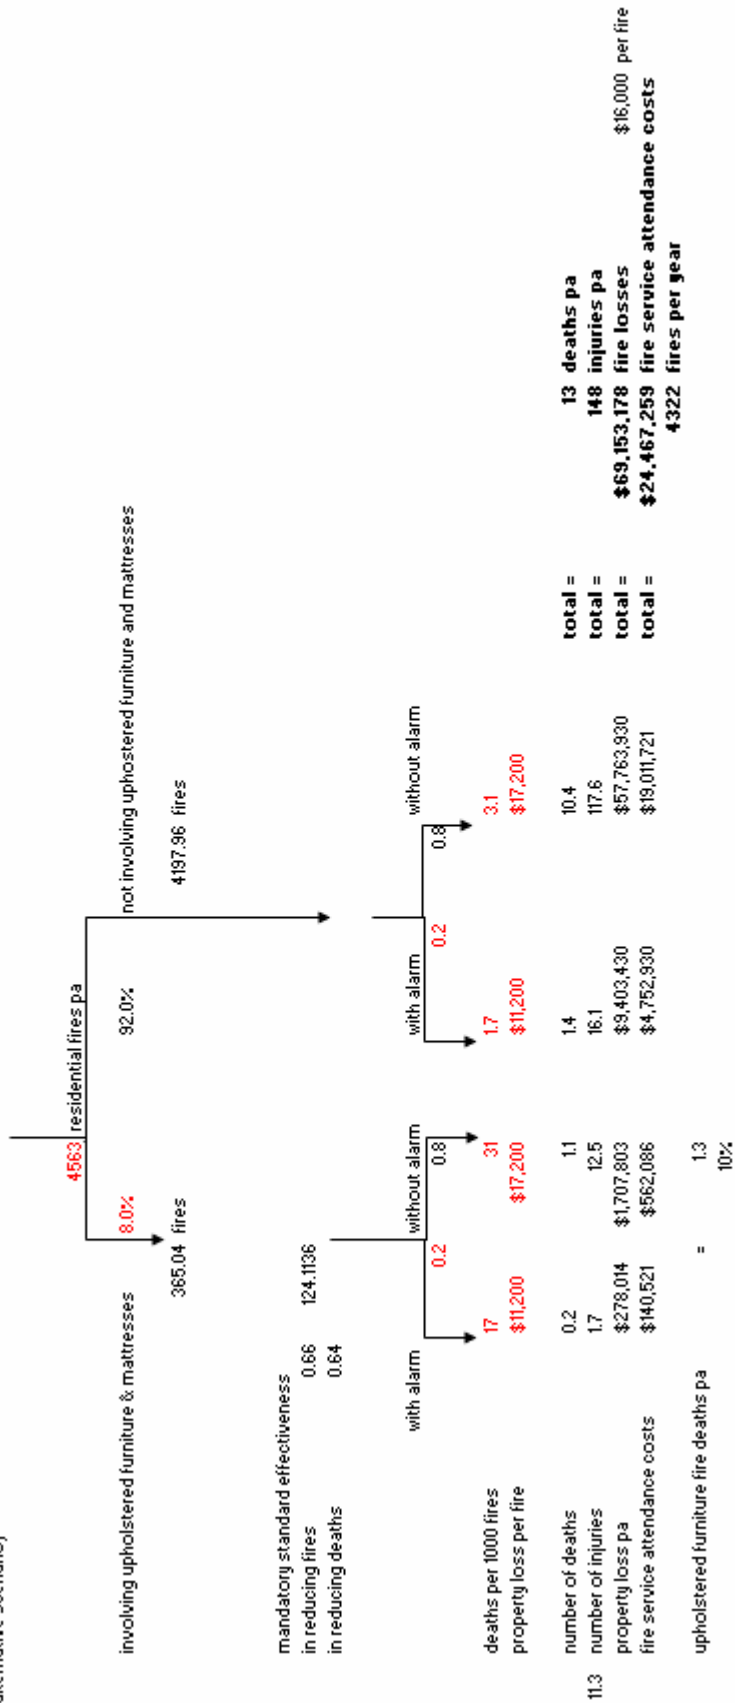 4563 residential fires pa
involving upholstered furniture & mattresses 8.0% 92.0% not involving uphostered furniture and mattresses
365.04 fires 4197.96 fires
mandatory standard effectiveness
in reducing fires 0.66 124.1136
in reducing deaths 0.64
with alarm without alarm with alarm without alarm
0.2 0.8 0.2 0.8
deaths per 1000 fires 17 31 1.7 3.1
property loss per fire $11,200 $17,200 $11,200 $17,200
number of deaths 0.2 1.1 1.4 10.4 total = 13 deaths pa
11.3 number of injuries 1.7 12.5 16.1 117.6 total = 148 injuries pa
property loss pa $278,014 $1,707,803 $9,403,430 $57,763,930 total = $69,153,178 fire losses $16,000 per fire
fire service attendance costs $140,521 $562,086 $4,752,930 $19,011,721 total = $24,467,259 fire service attendance costs
4322 fires per year
upholstered furniture fire deaths pa = 1.3
10%